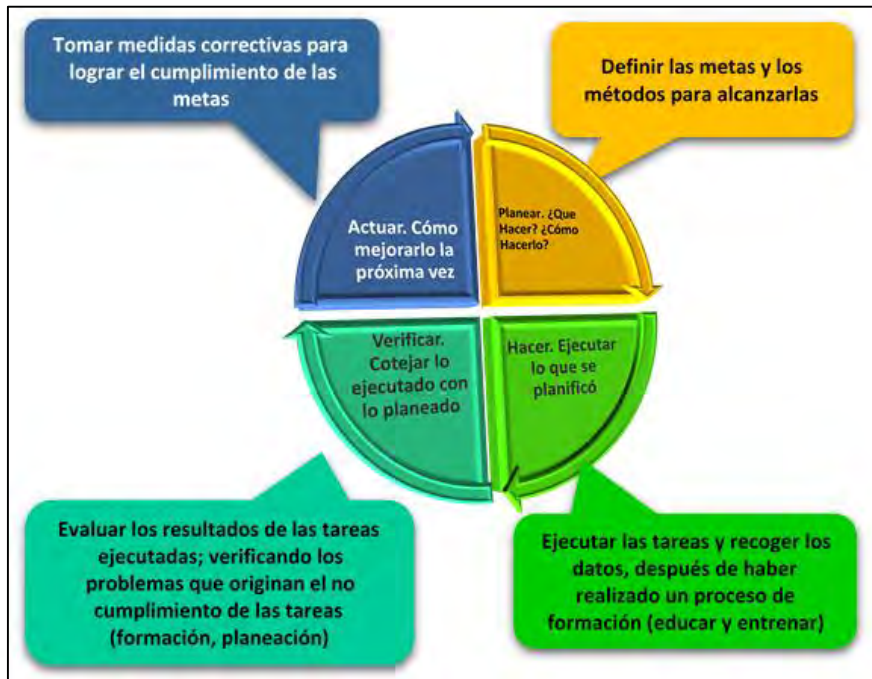 Tomar medidas correctivas para
lograr el cumplimiento de las
metas
Definir las metas y los
métodos para alcanzarlas
Actuar. Cómo
mejorarlo la
próxima vez
Planear. ¿Que
Hacer? ¿Cómo
Hacerlo?
Verificar.
Cotejar lo
ejecutado con
lo planeado
Hacer. Ejecutar
lo que se
planificó
Evaluar los resultados de las tareas
ejecutadas; verificando los
problemas que originan el no
cumplimiento de las tareas
(formación, planeación)
Ejecutar las tareas y recoger los
datos, después de haber
realizado un proceso de
formación (educar y entrenar)